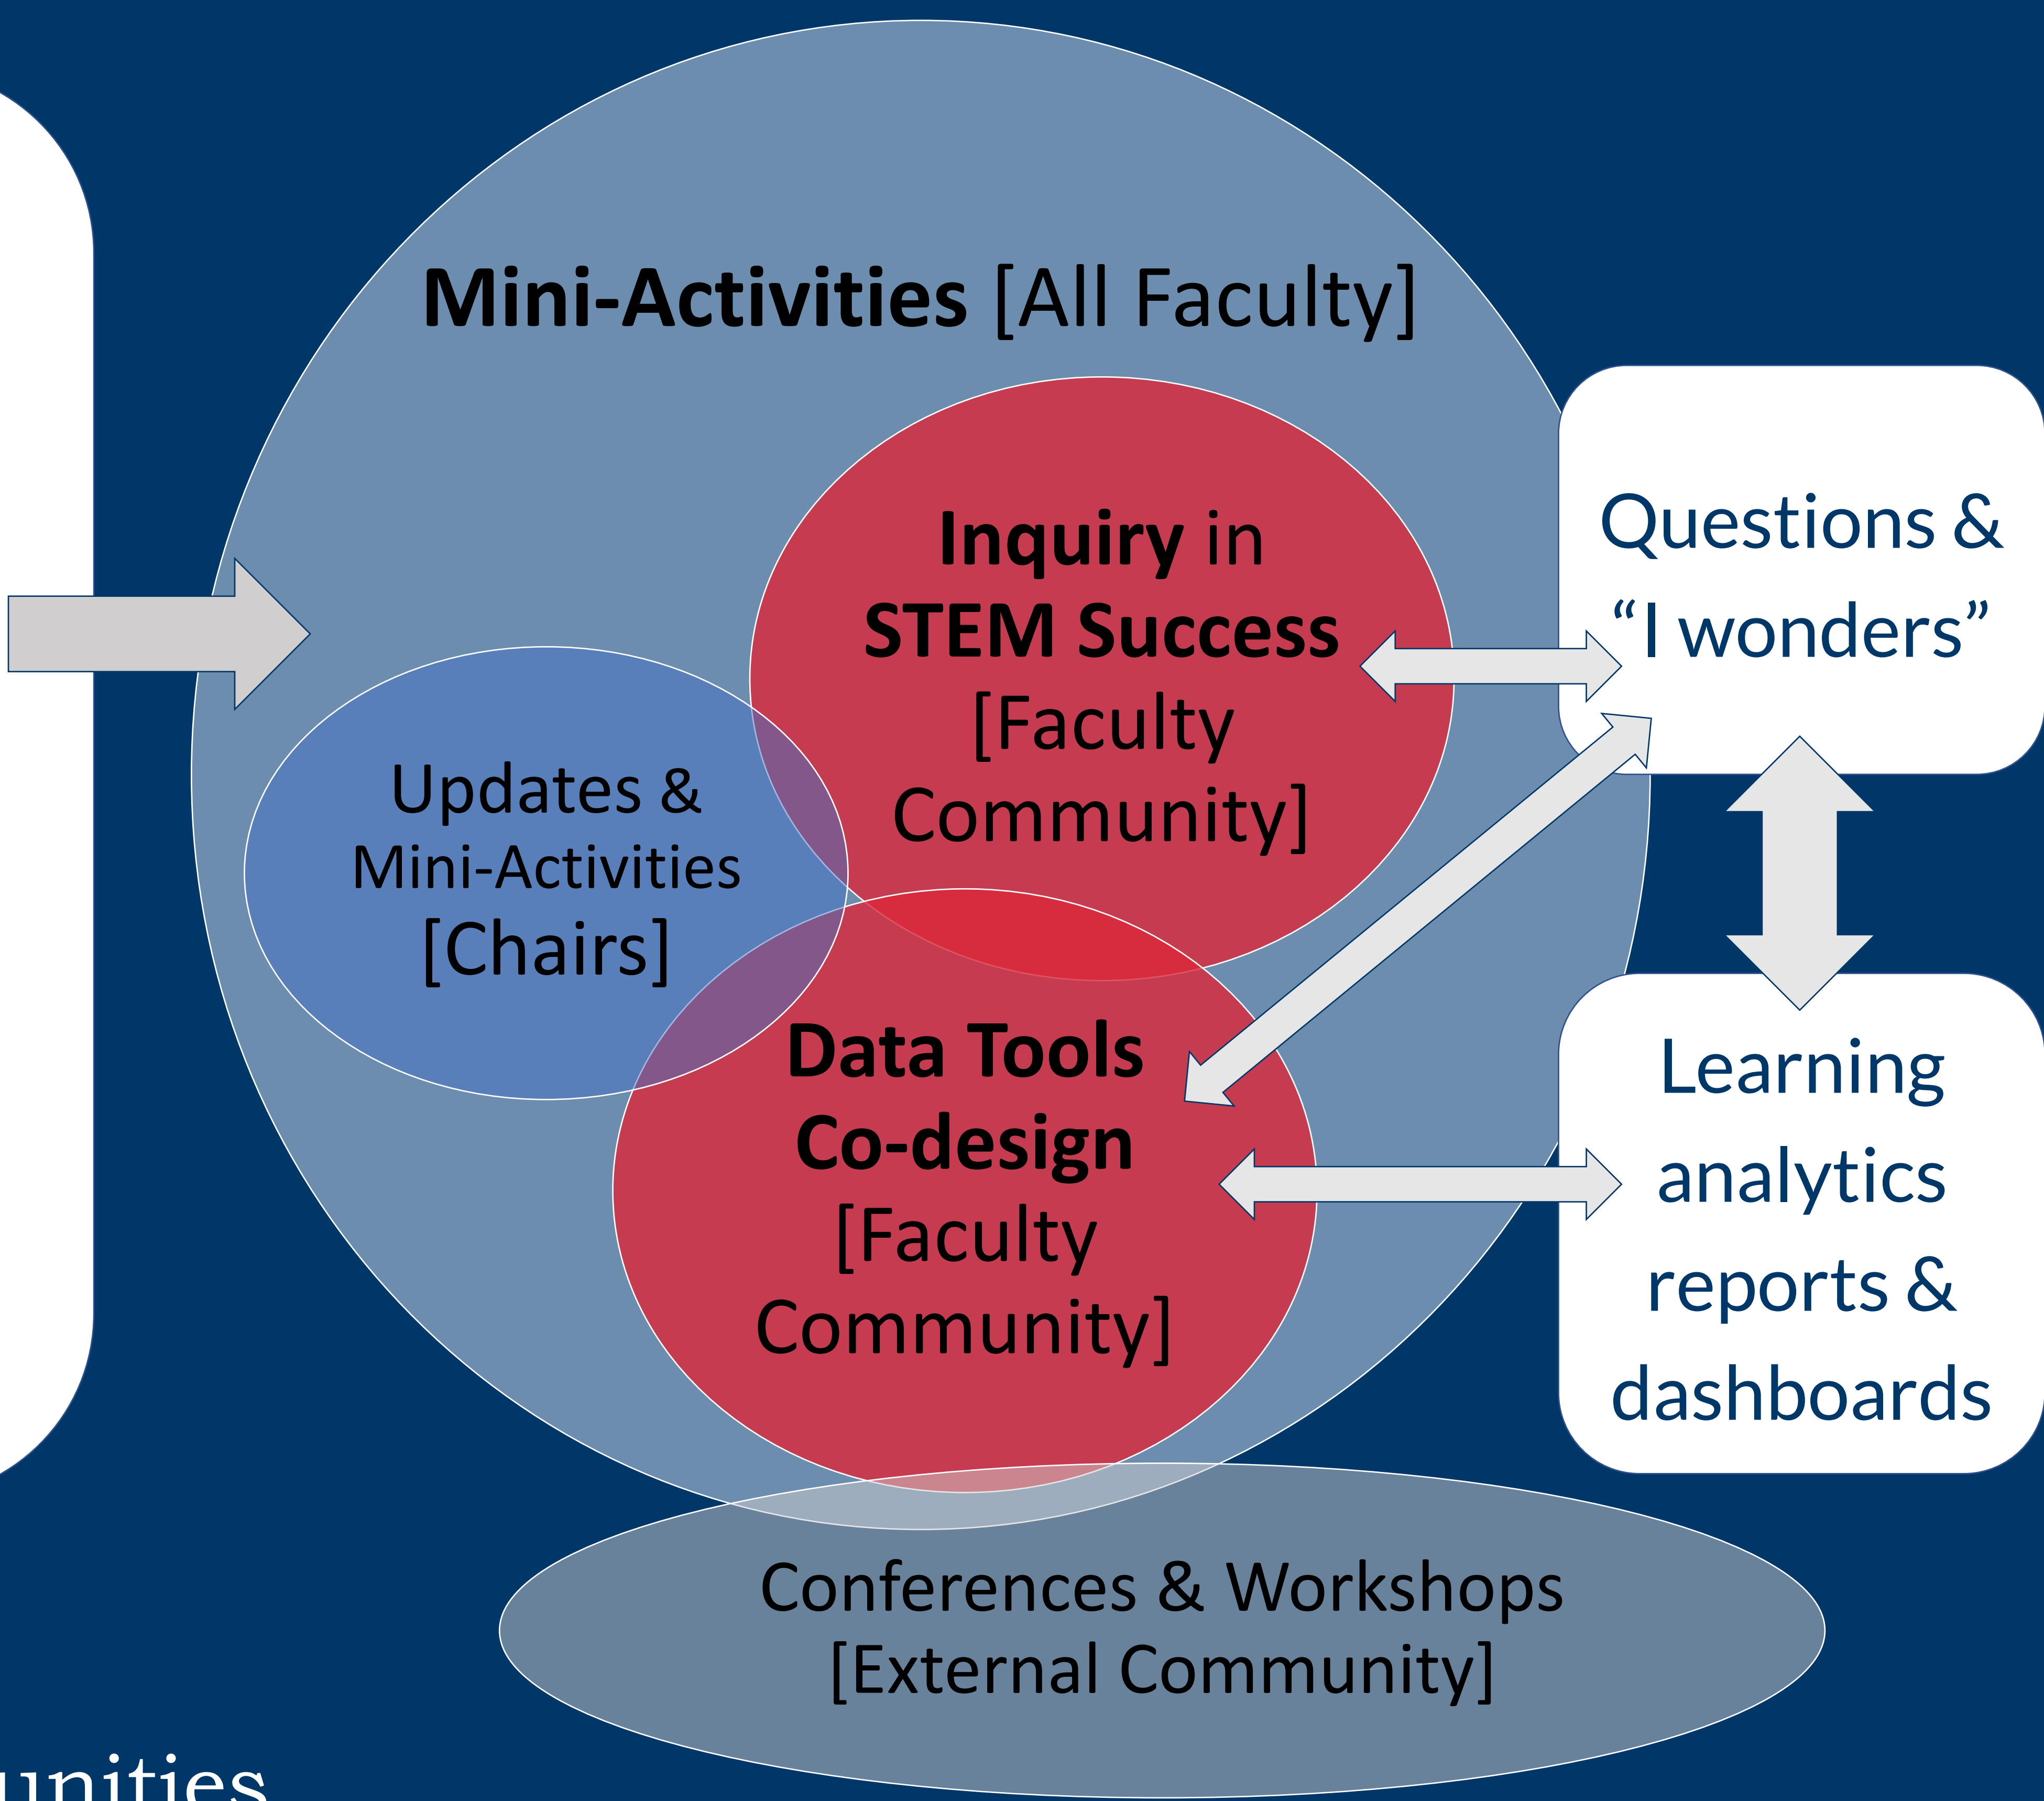 Mini-Activities [All Faculty]
Inquiry in
STEM Success
[Faculty
Community]
Questions &
“I wonders”
Updates &
Mini-Activities
[Chairs]
Data Tools
Co-design
[Faculty
Community]
Learning
analytics
reports &
dashboards
Conferences & Workshops
[External Community]
unities